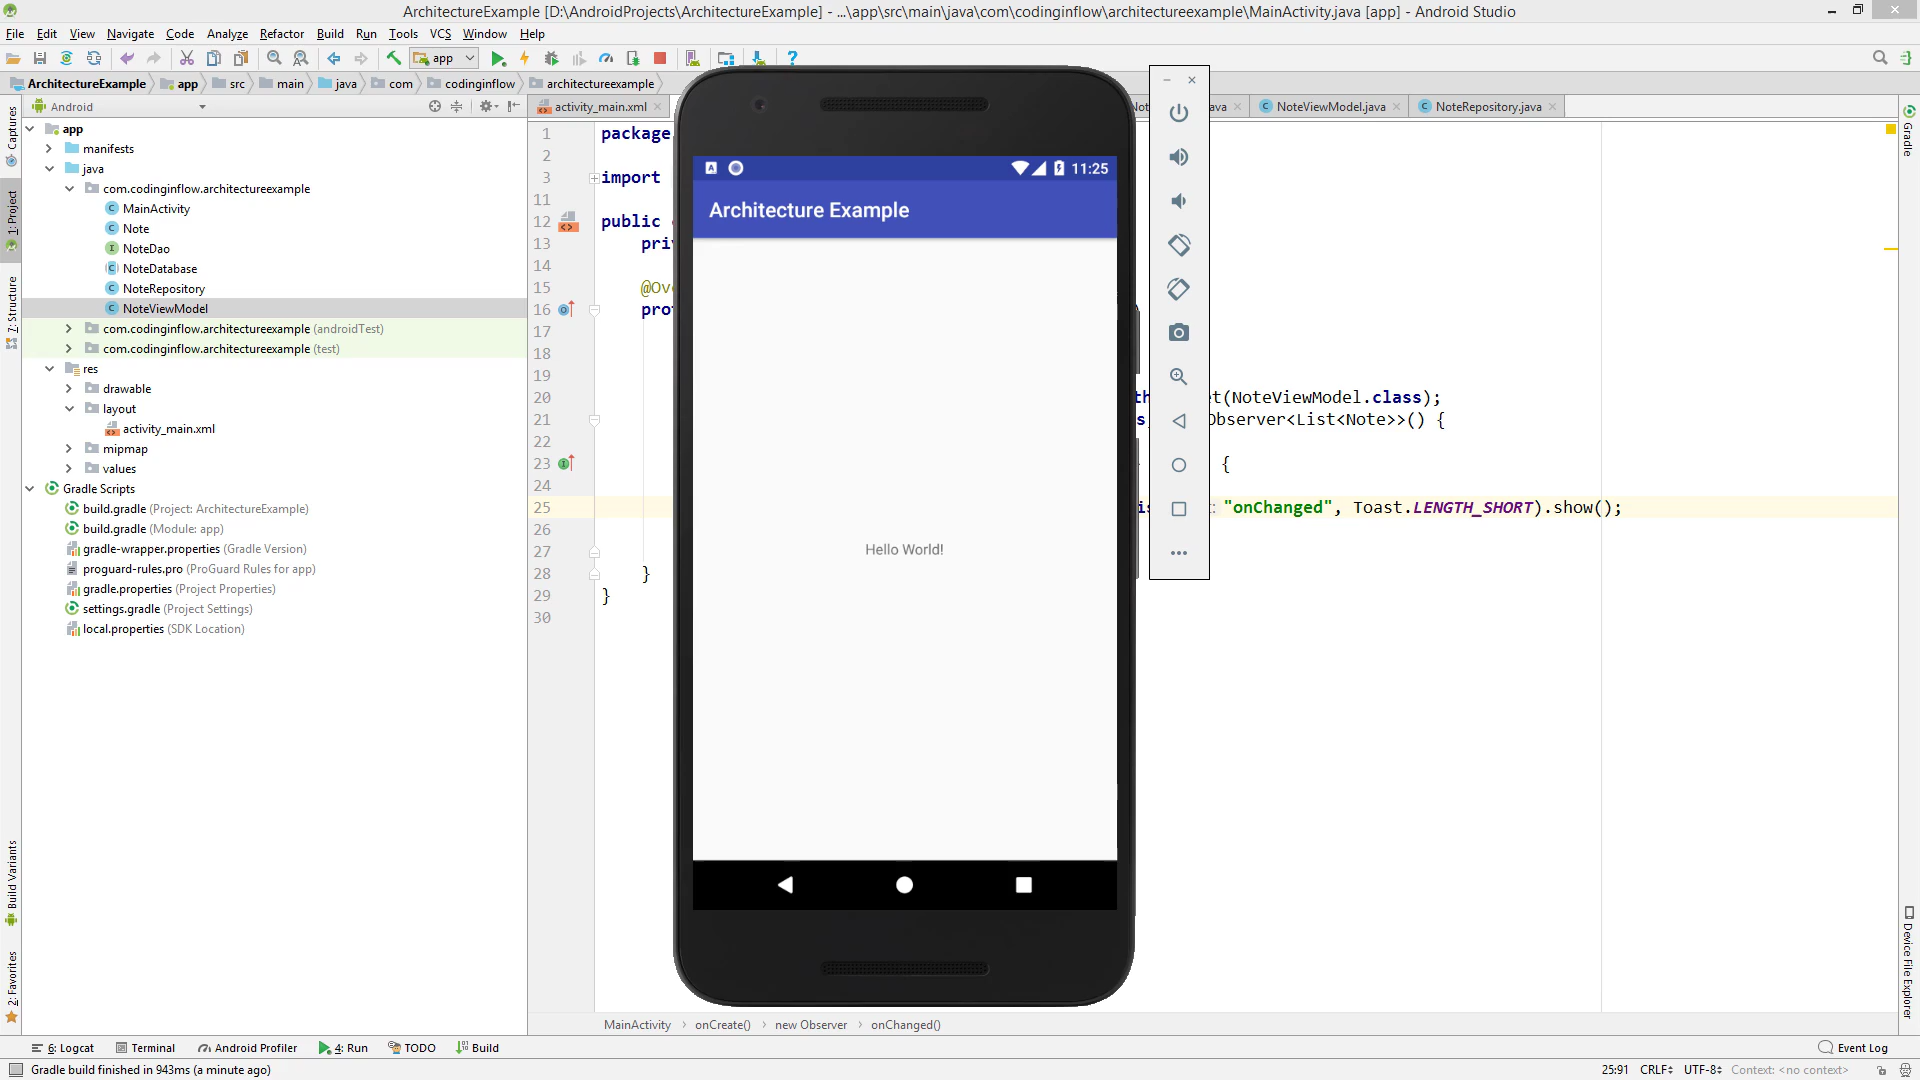 ArchitectureExample [D:\AndroidProjects\ArchitectureExample] - ...\app\src\main\java\com\codinginflow\architectureexample\MainActivity.java [app] - Android Studio
File Edit View Navigate Code Analyze Refactor Build Run Tools VCS Window Help
app
ArchitectureExample app src main java com codinginflow architectureexample
Android
activity_main.xml
NoteViewModel.java
NoteRepository.java
Captures
1: Project
7: Structure
Build Variants
2: Favorites
app
manifests
java
com.codinginflow.architectureexample
MainActivity
Note
NoteDao
NoteDatabase
NoteRepository
NoteViewModel
com.codinginflow.architectureexample (androidTest)
com.codinginflow.architectureexample (test)
res
drawable
layout
activity_main.xml
mipmap
values
Gradle Scripts
build.gradle (Project: ArchitectureExample)
build.gradle (Module: app)
gradle-wrapper.properties (Gradle Version)
proguard-rules.pro (ProGuard Rules for app)
gradle.properties (Project Properties)
settings.gradle (Project Settings)
local.properties (SDK Location)
1 package
2
3 import
11
12 public
13
14
15
16
17
18
19
20 (NoteViewModel.class);
21 Observer<List<Note>>() {
22
23 {
24
25 "onChanged", Toast.LENGTH_SHORT).show();
26
27
28 }
29 }
30
11:25
Architecture Example
Hello World!
Gradle
Device File Explorer
MainActivity onCreate() new Observer onChanged()
6: Logcat Terminal Android Profiler 4: Run TODO Build Event Log
Gradle build finished in 943ms (a minute ago) 25:91 CRLF UTF-8 Context: <no context>